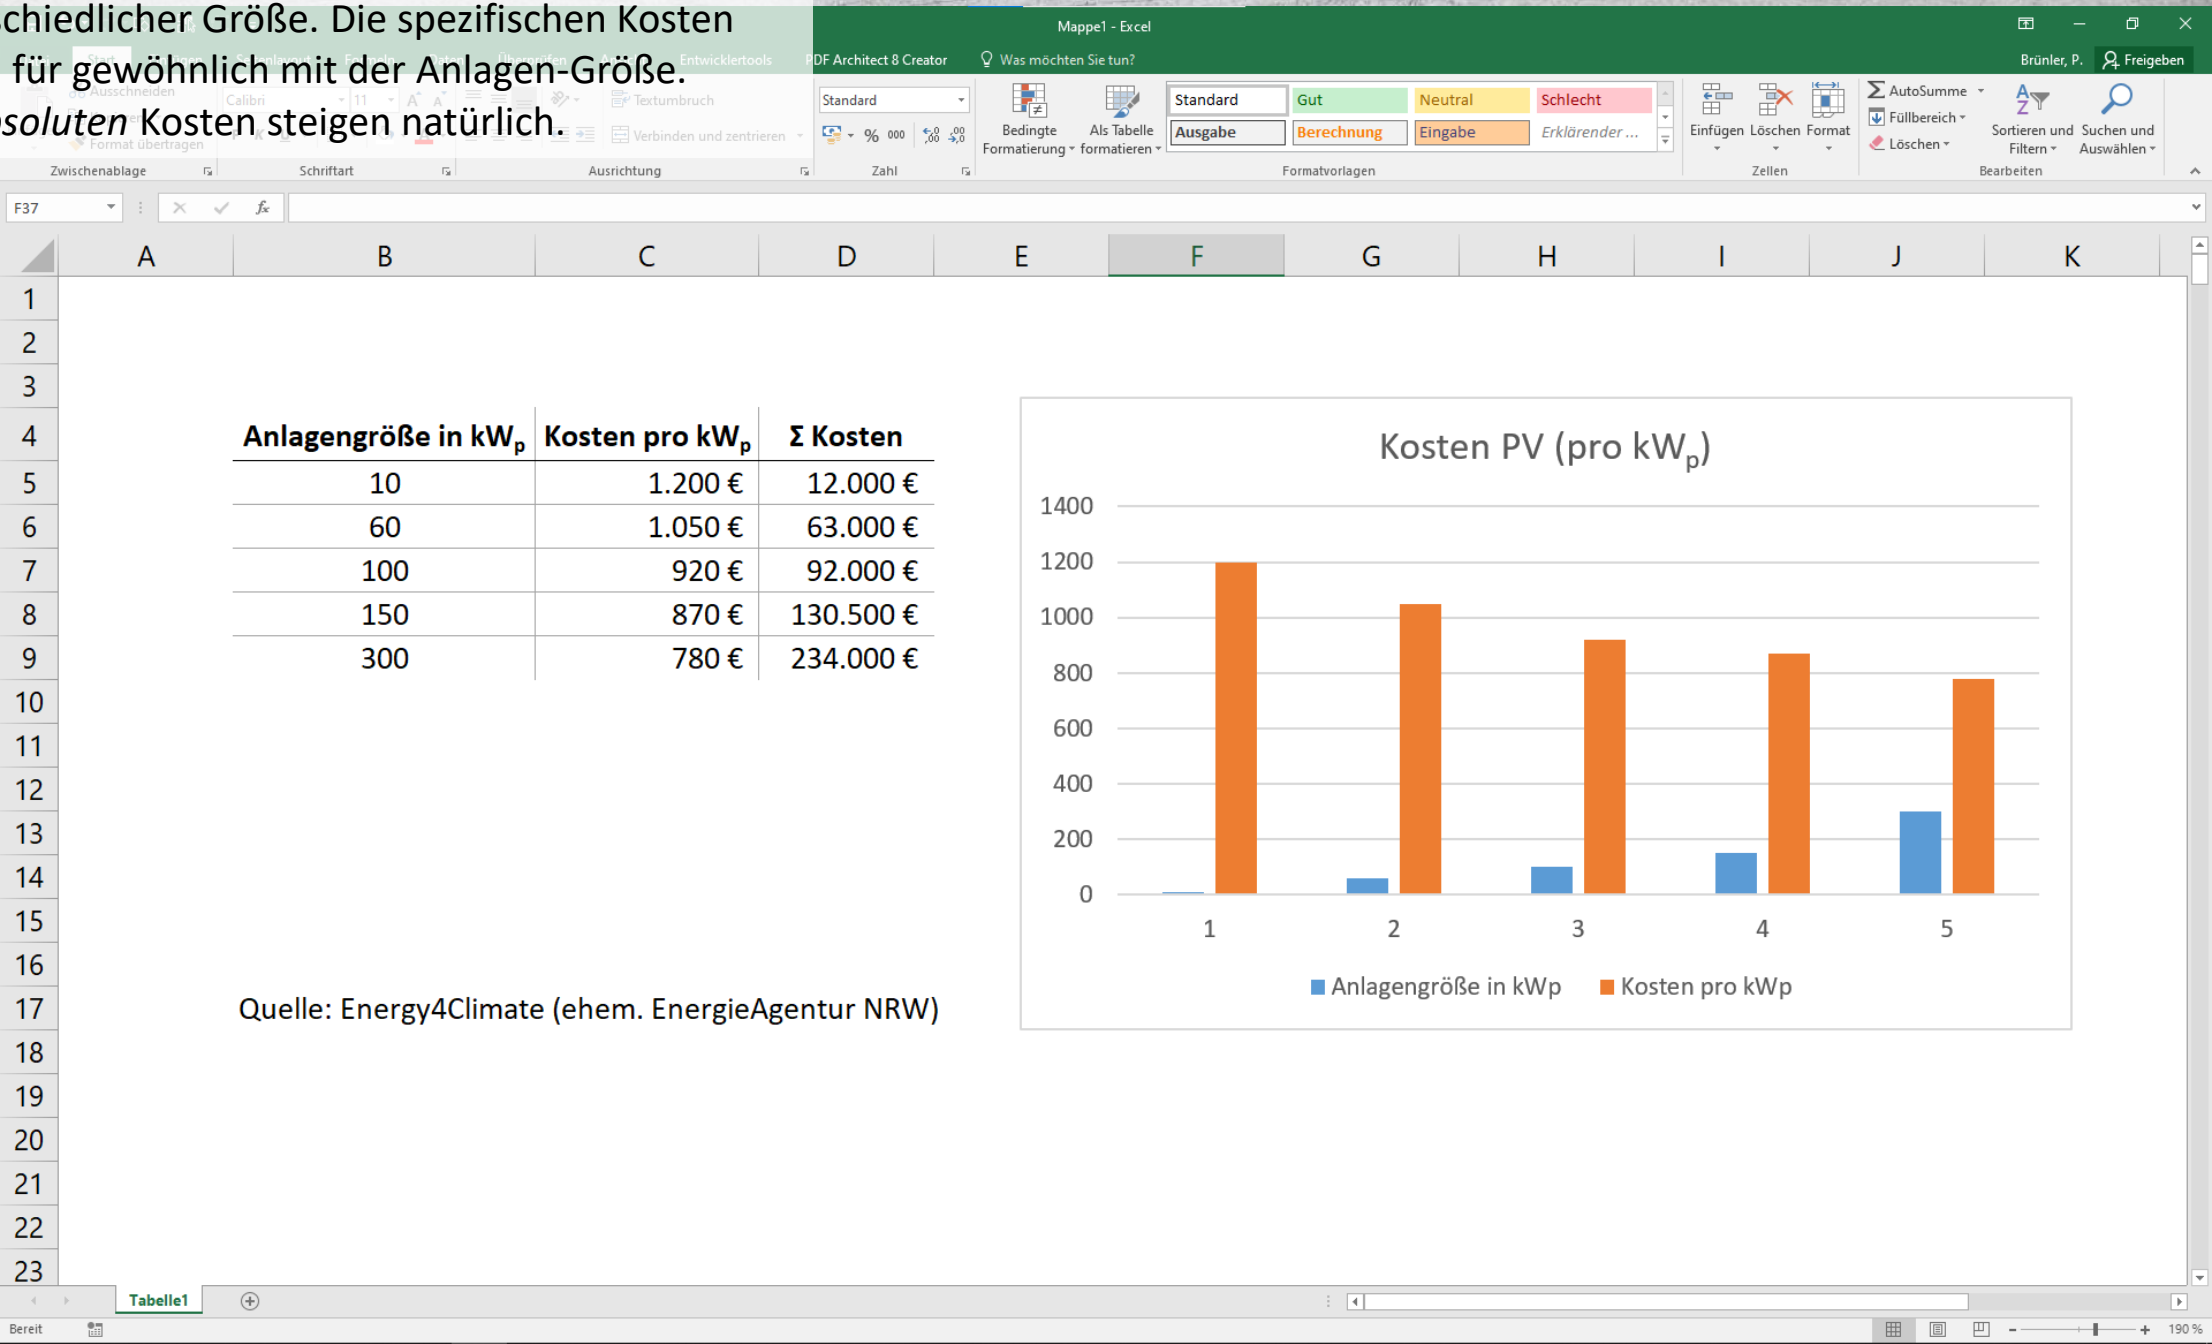 schiedlicher Größe. Die spezifischen Kosten
für gewöhnlich mit der Anlagen-Größe.
soluten Kosten steigen natürlich.
Mappe1 - Excel
Entwicklertools PDF Architect 8 Creator Was möchten Sie tun? Brünler, P. Freigeben
Ausschneiden
Format übertragen
Calibri 11
Textumbruch
Verbinden und zentrieren
Standard
% 000
Bedingte Formatierung
Als Tabelle formatieren
Standard Gut Neutral Schlecht
Ausgabe Berechnung Eingabe Erklärender ...
Einfügen Löschen Format
AutoSumme
Füllbereich
Löschen
Sortieren und Filtern
Suchen und Auswählen
Zwischenablage Schriftart Ausrichtung Zahl Formatvorlagen Zellen Bearbeiten
F37 fx
A B C D E F G H I J K
1
2
3
4
5
6
7
8
9
10
11
12
13
14
15
16
17
18
19
20
21
22
23
Anlagengröße in kWp Kosten pro kWp Σ Kosten
10 1.200 € 12.000 €
60 1.050 € 63.000 €
100 920 € 92.000 €
150 870 € 130.500 €
300 780 € 234.000 €
Quelle: Energy4Climate (ehem. EnergieAgentur NRW)
Kosten PV (pro kWp)
1400
1200
1000
800
600
400
200
0
1 2 3 4 5
Anlagengröße in kWp Kosten pro kWp
Tabelle1
Bereit
190 %